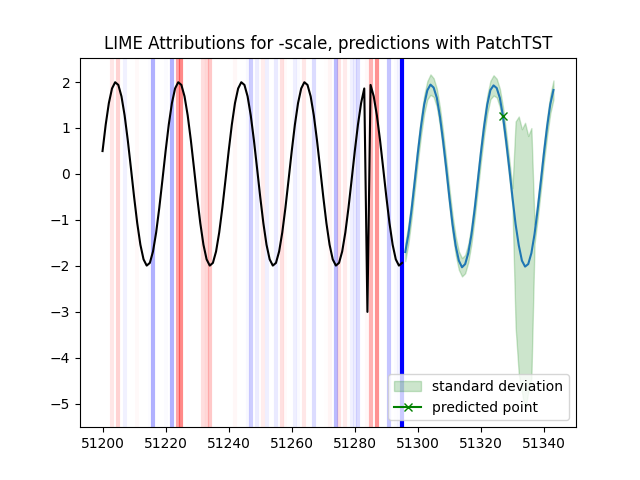 LIME Attributions for -scale, predictions with PatchTST
2
1
0
−1
−2
−3
−4
−5
standard deviation
predicted point
51200 51220 51240 51260 51280 51300 51320 51340